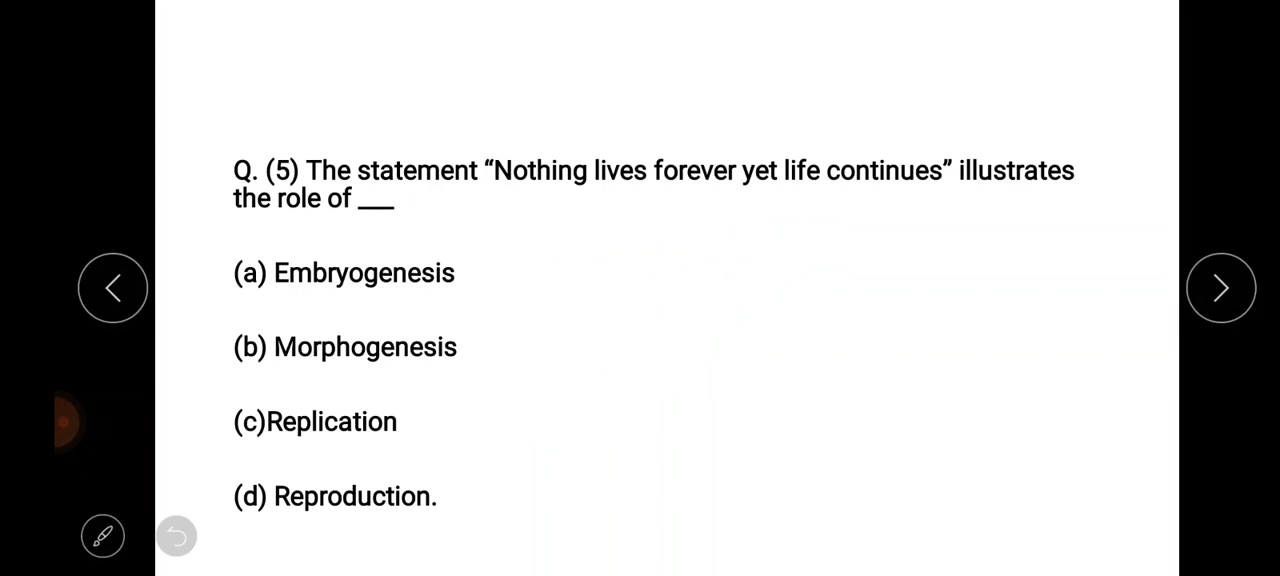 Q. (5) The statement “Nothing lives forever yet life continues” illustrates
the role of ___
(a) Embryogenesis
(b) Morphogenesis
(c)Replication
(d) Reproduction.